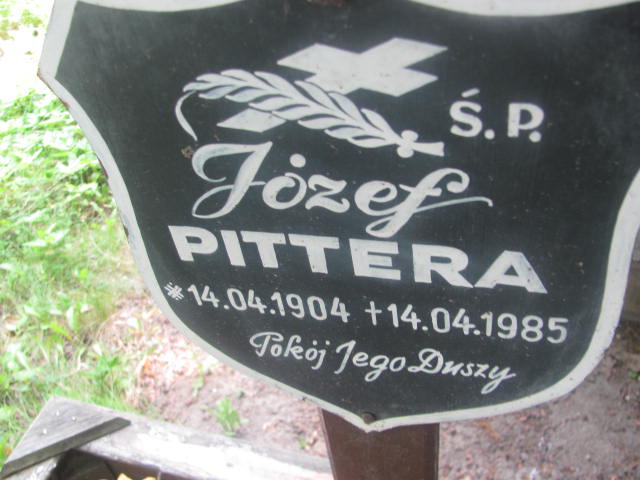 Ś.P.
Józef
PITTERA
* 14.04.1904 † 14.04.1985
Pokój Jego Duszy